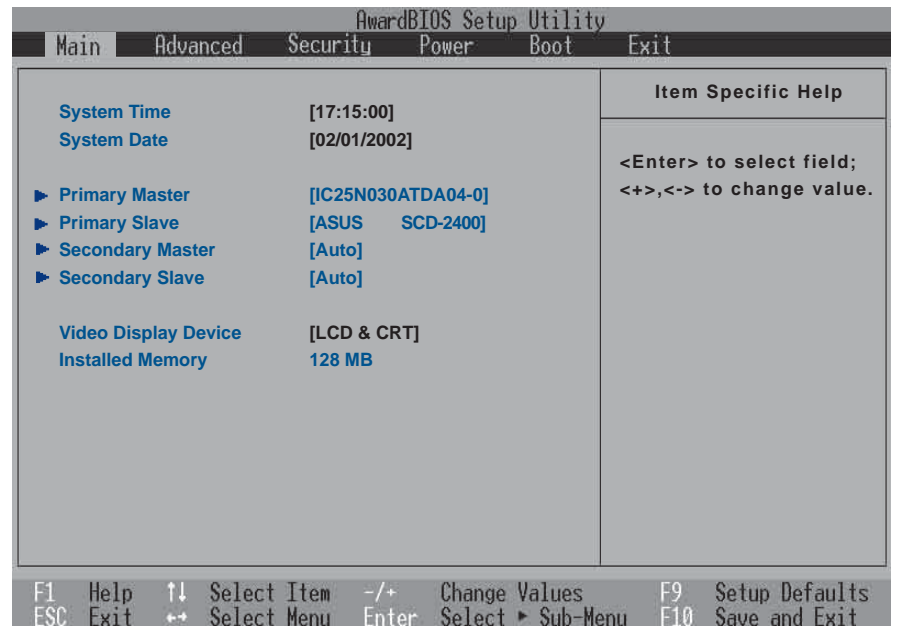 AwardBIOS Setup Utility
Main Advanced Security Power Boot Exit
Item Specific Help
System Time [17:15:00]
System Date [02/01/2002]
<Enter> to select field;
<+>,<-> to change value.
Primary Master [IC25N030ATDA04-0]
Primary Slave [ASUS SCD-2400]
Secondary Master [Auto]
Secondary Slave [Auto]
Video Display Device [LCD & CRT]
Installed Memory 128 MB
F1 Help ↑↓ Select Item -/+ Change Values F9 Setup Defaults
ESC Exit ←→ Select Menu Enter Select ▶ Sub-Menu F10 Save and Exit